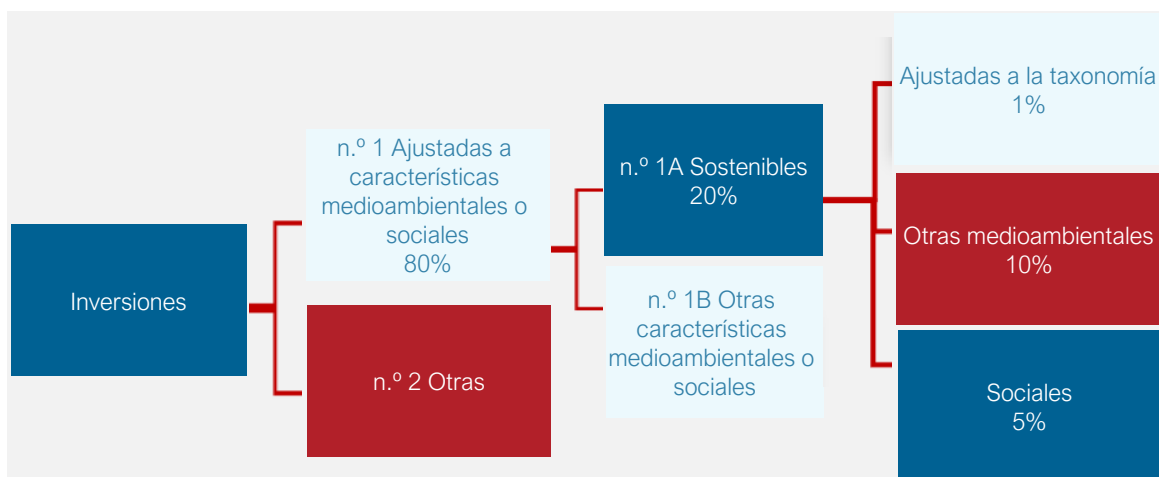 Inversiones
n.º 1 Ajustadas a
características
medioambientales o
sociales
80%
n.º 2 Otras
n.º 1A Sostenibles
20%
n.º 1B Otras
características
medioambientales o
sociales
Ajustadas a la taxonomía
1%
Otras medioambientales
10%
Sociales
5%